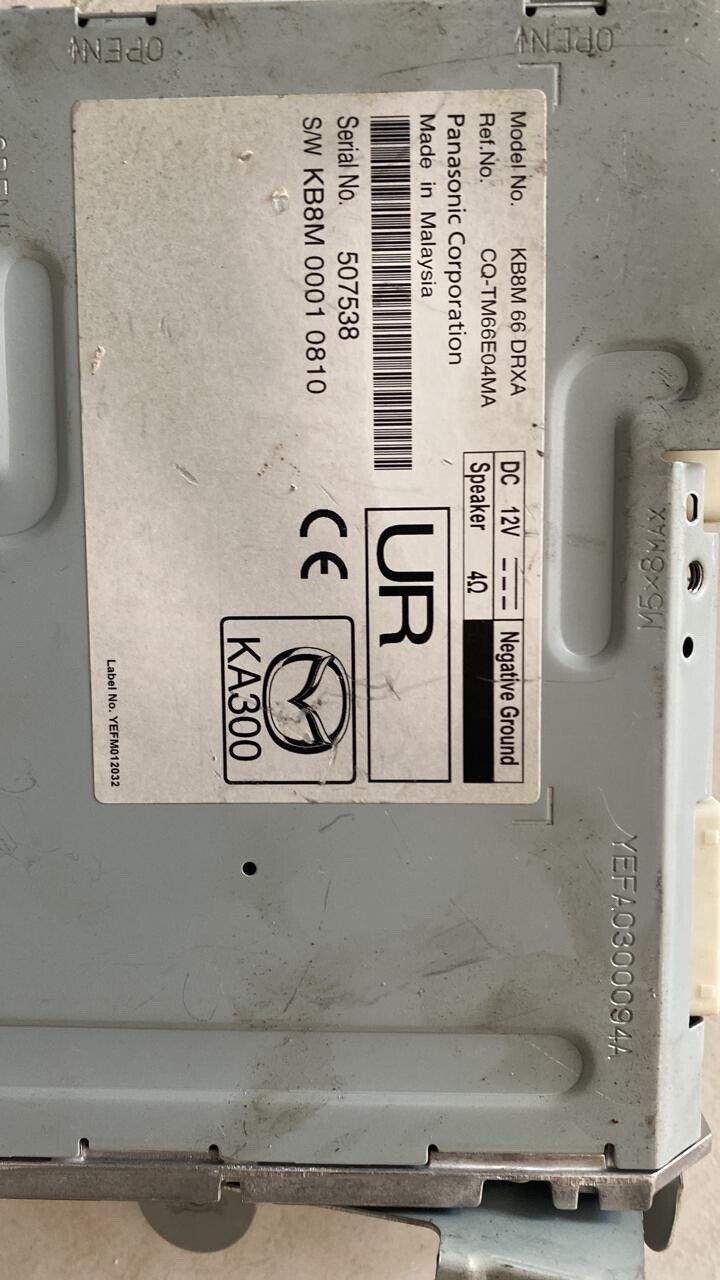 OPEN
OPEN
Model No. KB8M 66 DRXA
Ref.No. CQ-TM66E04MA
Panasonic Corporation
Made in Malaysia
Serial No. 507538
S/W KB8M 0001 0810
DC 12V
Negative Ground
Speaker 4Ω
UR
CE
KA300
Label No. YEFM012032
M5×8MAX
YEFA0300094A